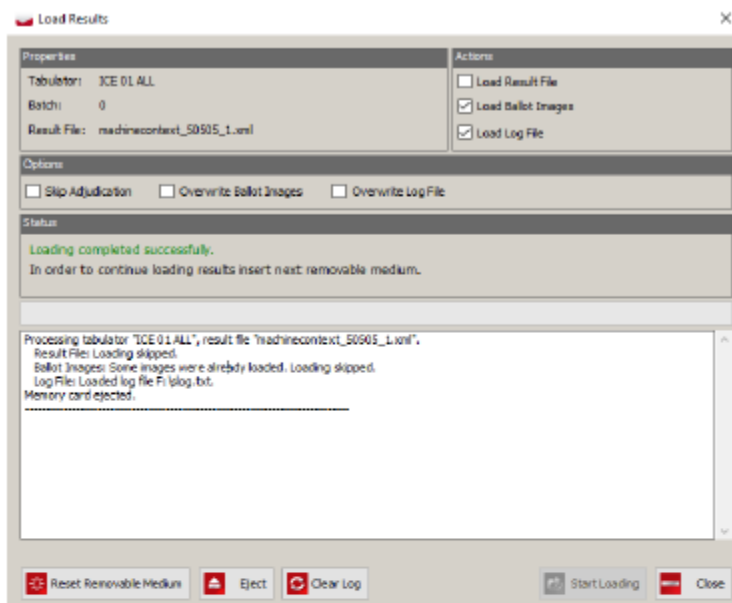 Load Results
Properties
Tabulator: ICE 01 ALL
Batch: 0
Result File: machinecontext_50505_1.xml
Actions
Load Result File
Load Ballot Images
Load Log File
Options
Skip Adjudication Overwrite Ballot Images Overwrite Log File
Status
Loading completed successfully.
In order to continue loading results insert next removable medium.
Processing tabulator "ICE 01 ALL", result file "machinecontext_50505_1.xml".
Result File: Loading skipped.
Ballot Images: Some images were already loaded. Loading skipped.
Log File: Loaded log file F:\slog.txt.
Memory card ejected.
Reset Removable Medium Eject Clear Log Start Loading Close